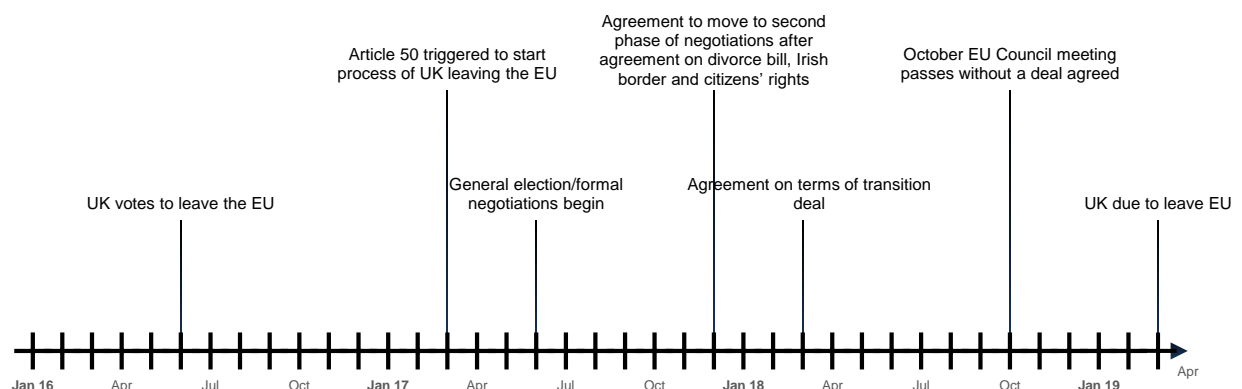 Agreement to move to second
phase of negotiations after
agreement on divorce bill, Irish
border and citizens’ rights
Article 50 triggered to start
process of UK leaving the EU
October EU Council meeting
passes without a deal agreed
General election/formal
negotiations begin
Agreement on terms of transition
deal
UK votes to leave the EU
UK due to leave EU
Jan 16 Apr Jul Oct Jan 17 Apr Jul Oct Jan 18 Apr Jul Oct Jan 19 Apr